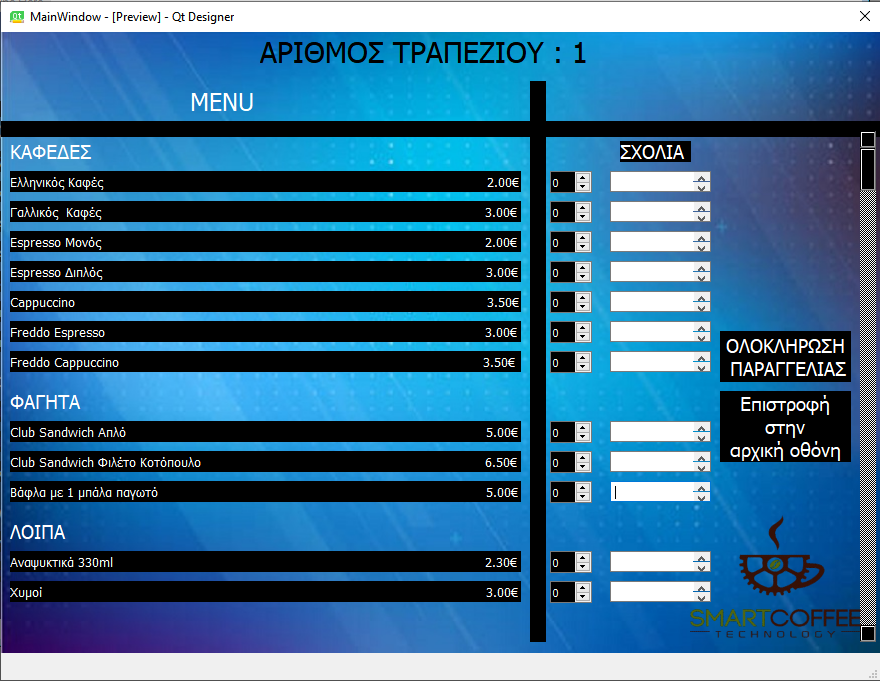 MainWindow - [Preview] - Qt Designer
ΑΡΙΘΜΟΣ ΤΡΑΠΕΖΙΟΥ : 1
MENU
ΚΑΦΕΔΕΣ
ΣΧΟΛΙΑ
Ελληνικός Καφές 2.00€ 0
Γαλλικός Καφές 3.00€ 0
Espresso Μονός 2.00€ 0
Espresso Διπλός 3.00€ 0
Cappuccino 3.50€ 0
Freddo Espresso 3.00€ 0
Freddo Cappuccino 3.50€ 0
ΟΛΟΚΛΗΡΩΣΗ
ΠΑΡΑΓΓΕΛΙΑΣ
Επιστροφή
στην
αρχική οθόνη
ΦΑΓΗΤΑ
Club Sandwich Απλό 5.00€ 0
Club Sandwich Φιλέτο Κοτόπουλο 6.50€ 0
Βάφλα με 1 μπάλα παγωτό 5.00€ 0
ΛΟΙΠΑ
Αναψυκτικά 330ml 2.30€ 0
Χυμοί 3.00€ 0
SMARTCOFFEE
TECHNOLOGY